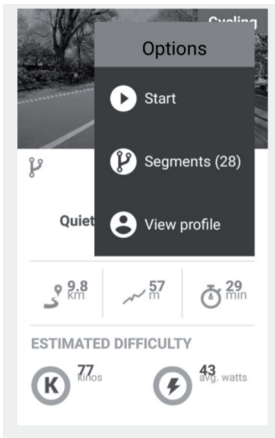 Cycling
Options
Start
Segments (28)
View profile
Quiet
9.8 57 29
km m min
ESTIMATED DIFFICULTY
K 77 43
kinos avg. watts